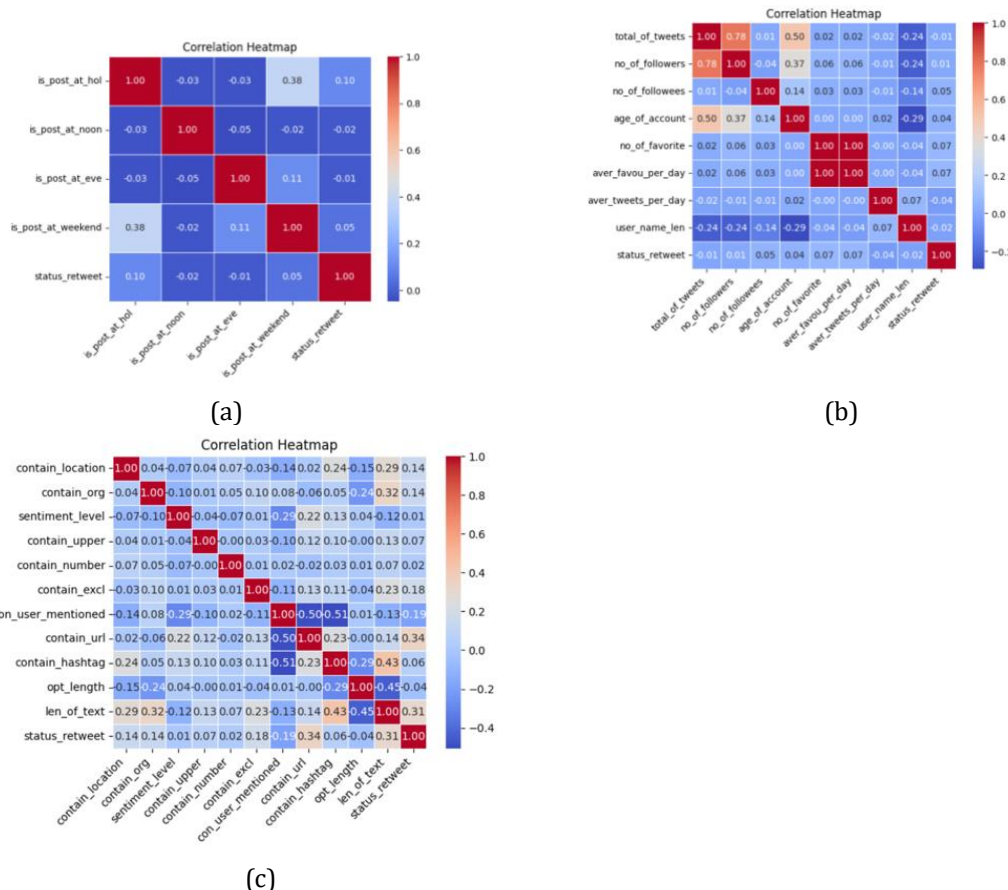 Correlation Heatmap
is_post_at_hol 1.00 -0.03 -0.03 0.38 0.10
is_post_at_noon -0.03 1.00 -0.05 -0.02 -0.02
is_post_at_eve -0.03 -0.05 1.00 0.11 -0.01
is_post_at_weekend 0.38 -0.02 0.11 1.00 0.05
status_retweet 0.10 -0.02 -0.01 0.05 1.00
is_post_at_hol is_post_at_noon is_post_at_eve is_post_at_weekend status_retweet
1.0
0.8
0.6
0.4
0.2
0.0
(a)
Correlation Heatmap
total_of_tweets 1.00 0.78 0.01 0.50 0.02 0.02 -0.02 -0.24 -0.01
no_of_followers 0.78 1.00 -0.04 0.37 0.06 0.06 -0.01 -0.24 0.01
no_of_followees 0.01 -0.04 1.00 0.14 0.03 0.03 -0.01 -0.14 0.05
age_of_account 0.50 0.37 0.14 1.00 0.00 0.00 0.02 -0.29 0.04
no_of_favorite 0.02 0.06 0.03 0.00 1.00 1.00 -0.00 -0.04 0.07
aver_favou_per_day 0.02 0.06 0.03 0.00 1.00 1.00 -0.00 -0.04 0.07
aver_tweets_per_day -0.02 -0.01 -0.01 0.02 -0.00 -0.00 1.00 0.07 -0.04
user_name_len -0.24 -0.24 -0.14 -0.29 -0.04 -0.04 0.07 1.00 -0.02
status_retweet -0.01 0.01 0.05 0.04 0.07 0.07 -0.04 -0.02 1.00
total_of_tweets no_of_followers no_of_followees age_of_account no_of_favorite aver_favou_per_day aver_tweets_per_day user_name_len status_retweet
1.0
0.8
0.6
0.4
0.2
0.0
−0.
(b)
Correlation Heatmap
contain_location 1.00 0.04 -0.07 0.04 0.07 -0.03 -0.14 0.02 0.24 -0.15 0.29 0.14
contain_org 0.04 1.00 -0.10 0.01 0.05 0.10 0.08 -0.06 0.05 -0.24 0.32 0.14
sentiment_level -0.07 -0.10 1.00 -0.04 -0.07 0.01 -0.29 0.22 0.13 0.04 -0.12 0.01
contain_upper 0.04 0.01 -0.04 1.00 -0.00 0.03 -0.10 0.12 0.10 -0.00 0.13 0.07
contain_number 0.07 0.05 -0.07 -0.00 1.00 0.01 0.02 -0.02 0.03 0.01 0.07 0.02
contain_excl -0.03 0.10 0.01 0.03 0.01 1.00 -0.11 0.13 0.11 -0.04 0.23 0.18
on_user_mentioned -0.14 0.08 -0.29 -0.10 0.02 -0.11 1.00 -0.50 -0.51 0.01 -0.13 -0.19
contain_url 0.02 -0.06 0.22 0.12 -0.02 0.13 -0.50 1.00 0.23 -0.00 0.14 0.34
contain_hashtag 0.24 0.05 0.13 0.10 0.03 0.11 -0.51 0.23 1.00 -0.29 0.43 0.06
opt_length -0.15 -0.24 0.04 -0.00 0.01 -0.04 0.01 -0.00 -0.29 1.00 -0.45 -0.04
len_of_text 0.29 0.32 -0.12 0.13 0.07 0.23 -0.13 0.14 0.43 -0.45 1.00 0.31
status_retweet 0.14 0.14 0.01 0.07 0.02 0.18 -0.19 0.34 0.06 -0.04 0.31 1.00
contain_location contain_org sentiment_level contain_upper contain_number contain_excl con_user_mentioned contain_url contain_hashtag opt_length len_of_text status_retweet
1.0
0.8
0.6
0.4
0.2
0.0
−0.2
−0.4
(c)